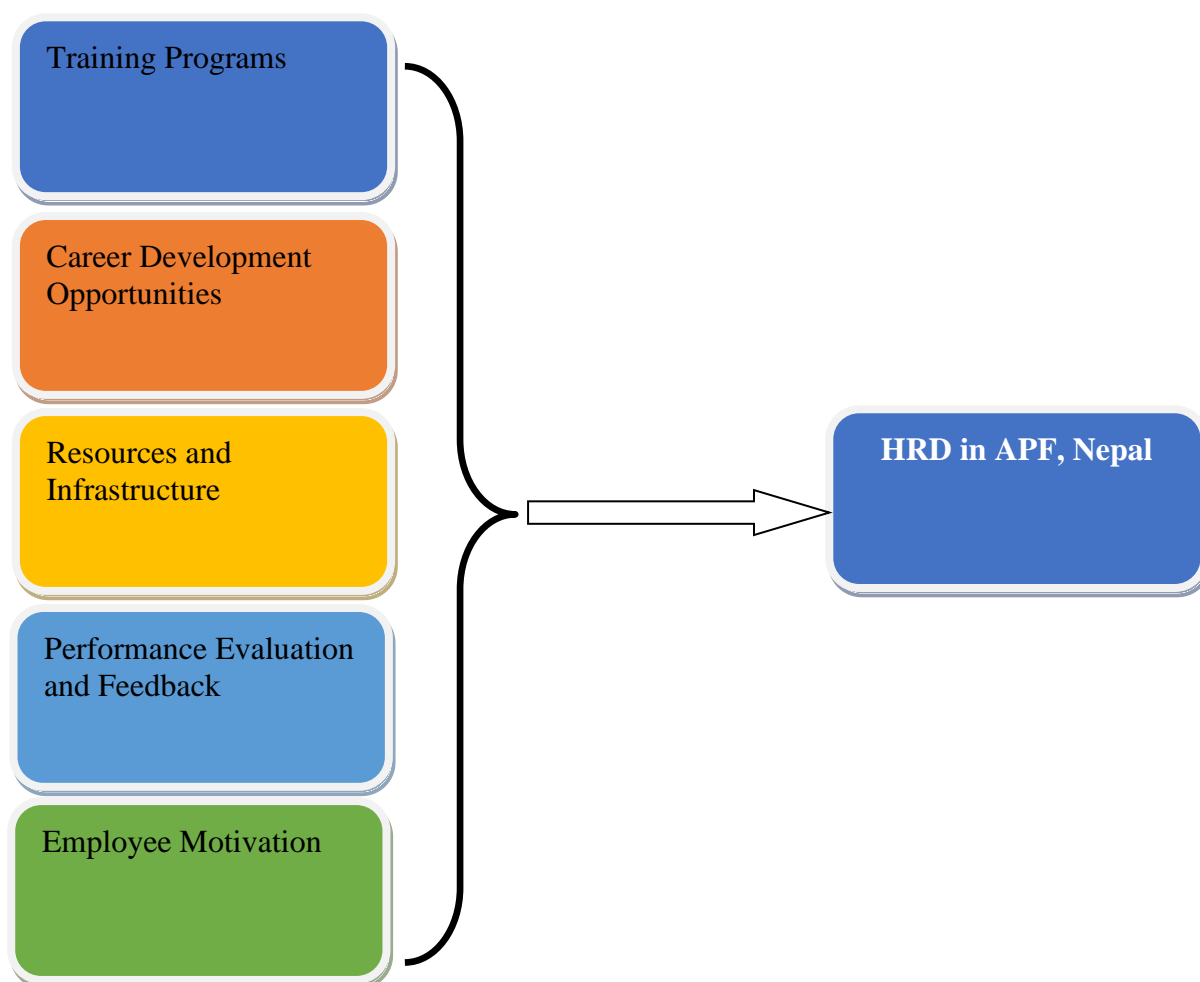 Training Programs
Career Development
Opportunities
Resources and
Infrastructure
HRD in APF, Nepal
Performance Evaluation
and Feedback
Employee Motivation